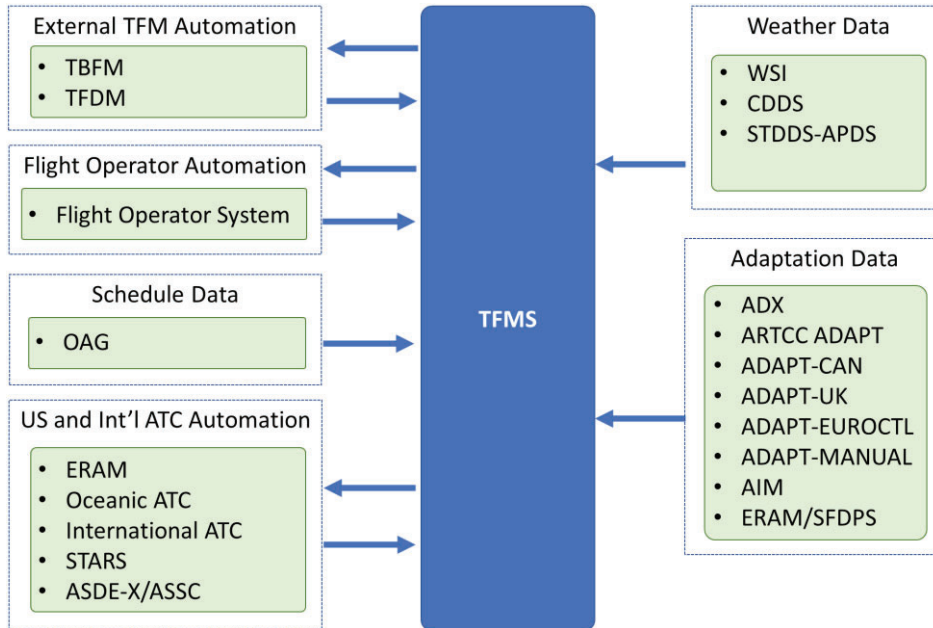 External TFM Automation
• TBFM
• TFDM
Flight Operator Automation
• Flight Operator System
Schedule Data
• OAG
US and Int’l ATC Automation
• ERAM
• Oceanic ATC
• International ATC
• STARS
• ASDE-X/ASSC
TFMS
Weather Data
• WSI
• CDDS
• STDDS-APDS
Adaptation Data
• ADX
• ARTCC ADAPT
• ADAPT-CAN
• ADAPT-UK
• ADAPT-EUROCTL
• ADAPT-MANUAL
• AIM
• ERAM/SFDPS